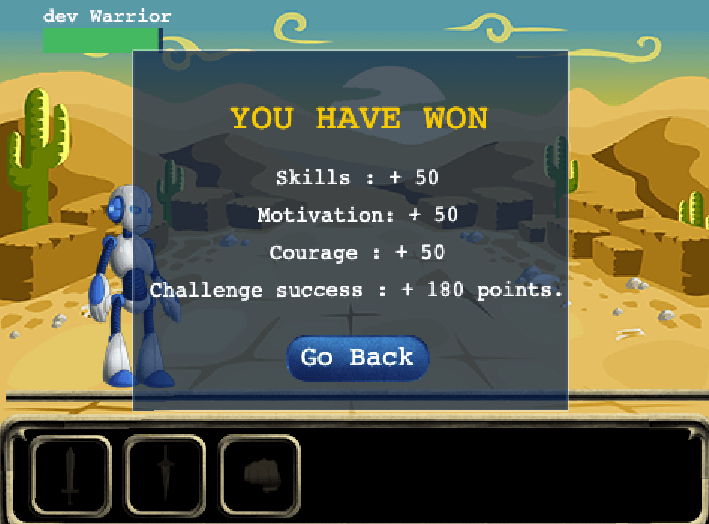 dev Warrior
YOU HAVE WON
Skills : + 50
Motivation: + 50
Courage : + 50
Challenge success : + 180 points.
Go Back